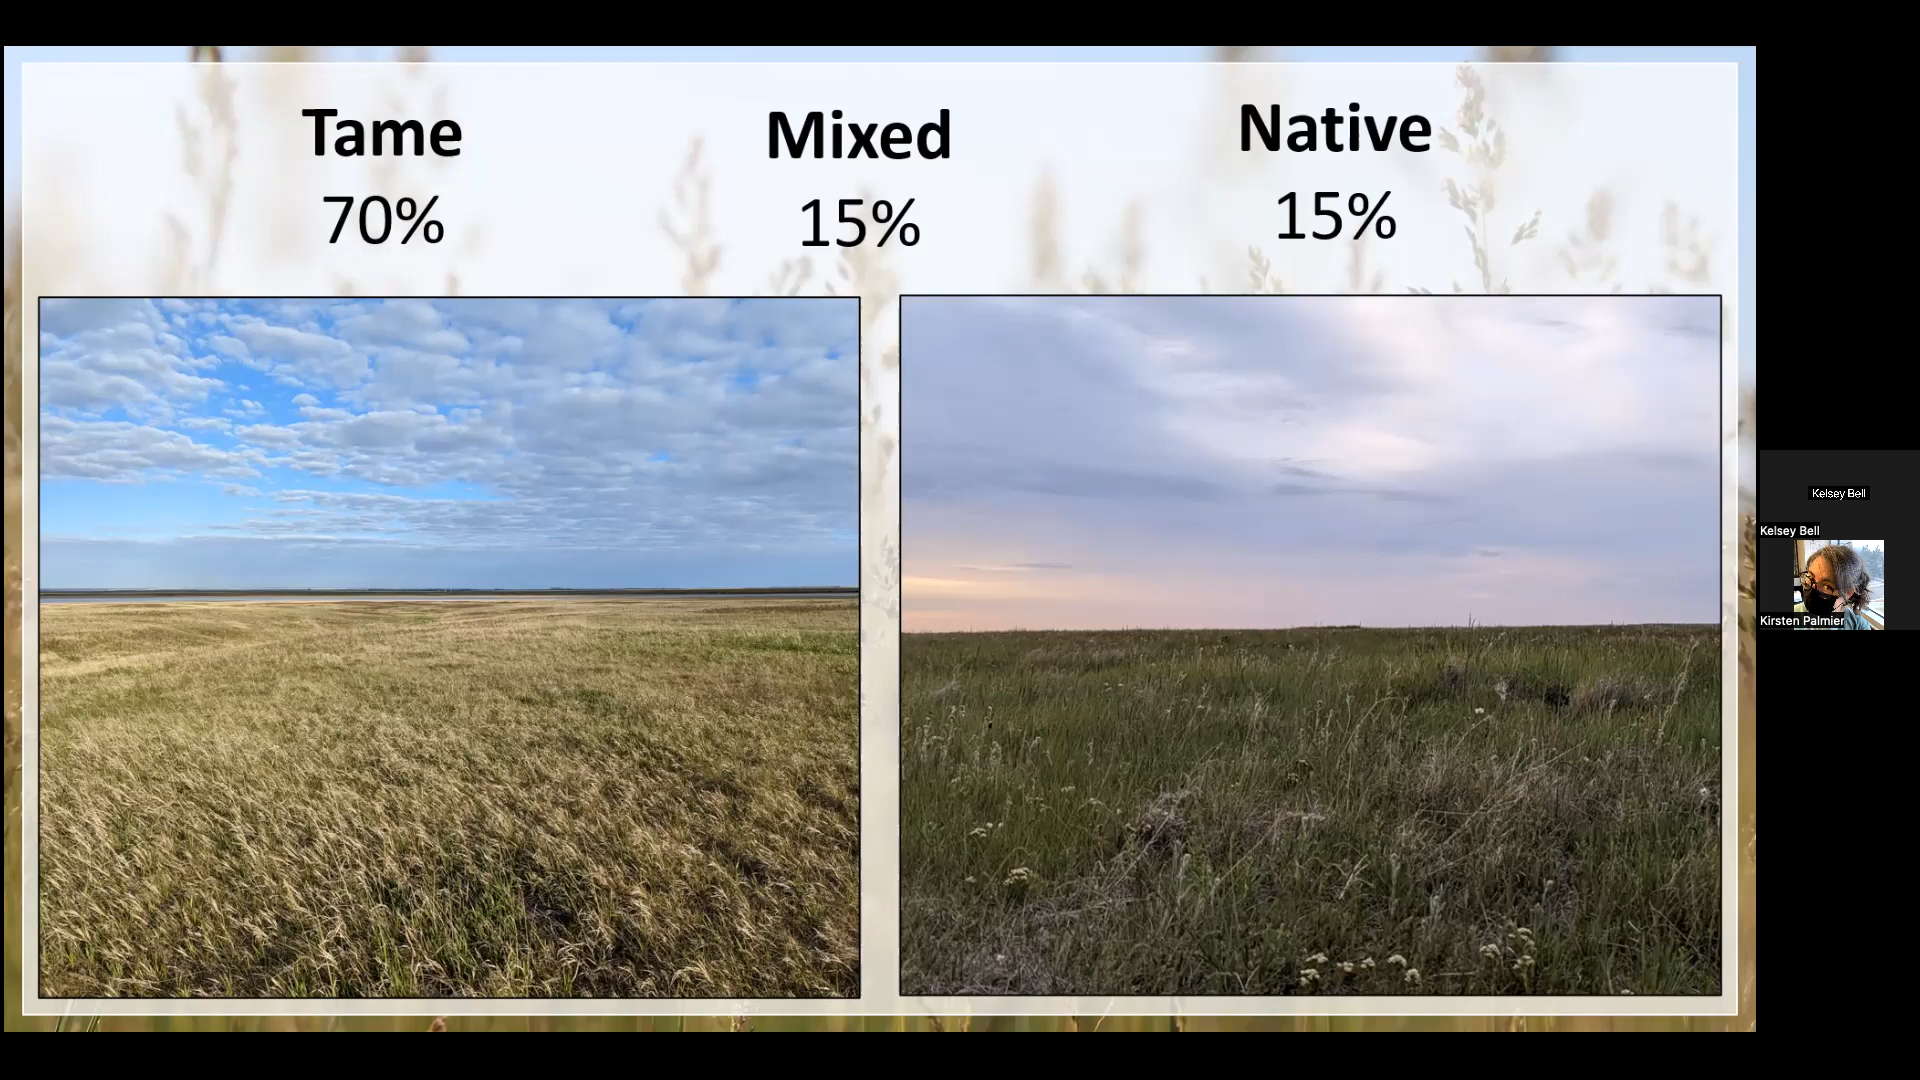 Tame
70%
Mixed
15%
Native
15%
Kelsey Bell
Kelsey Bell
Kirsten Palmier